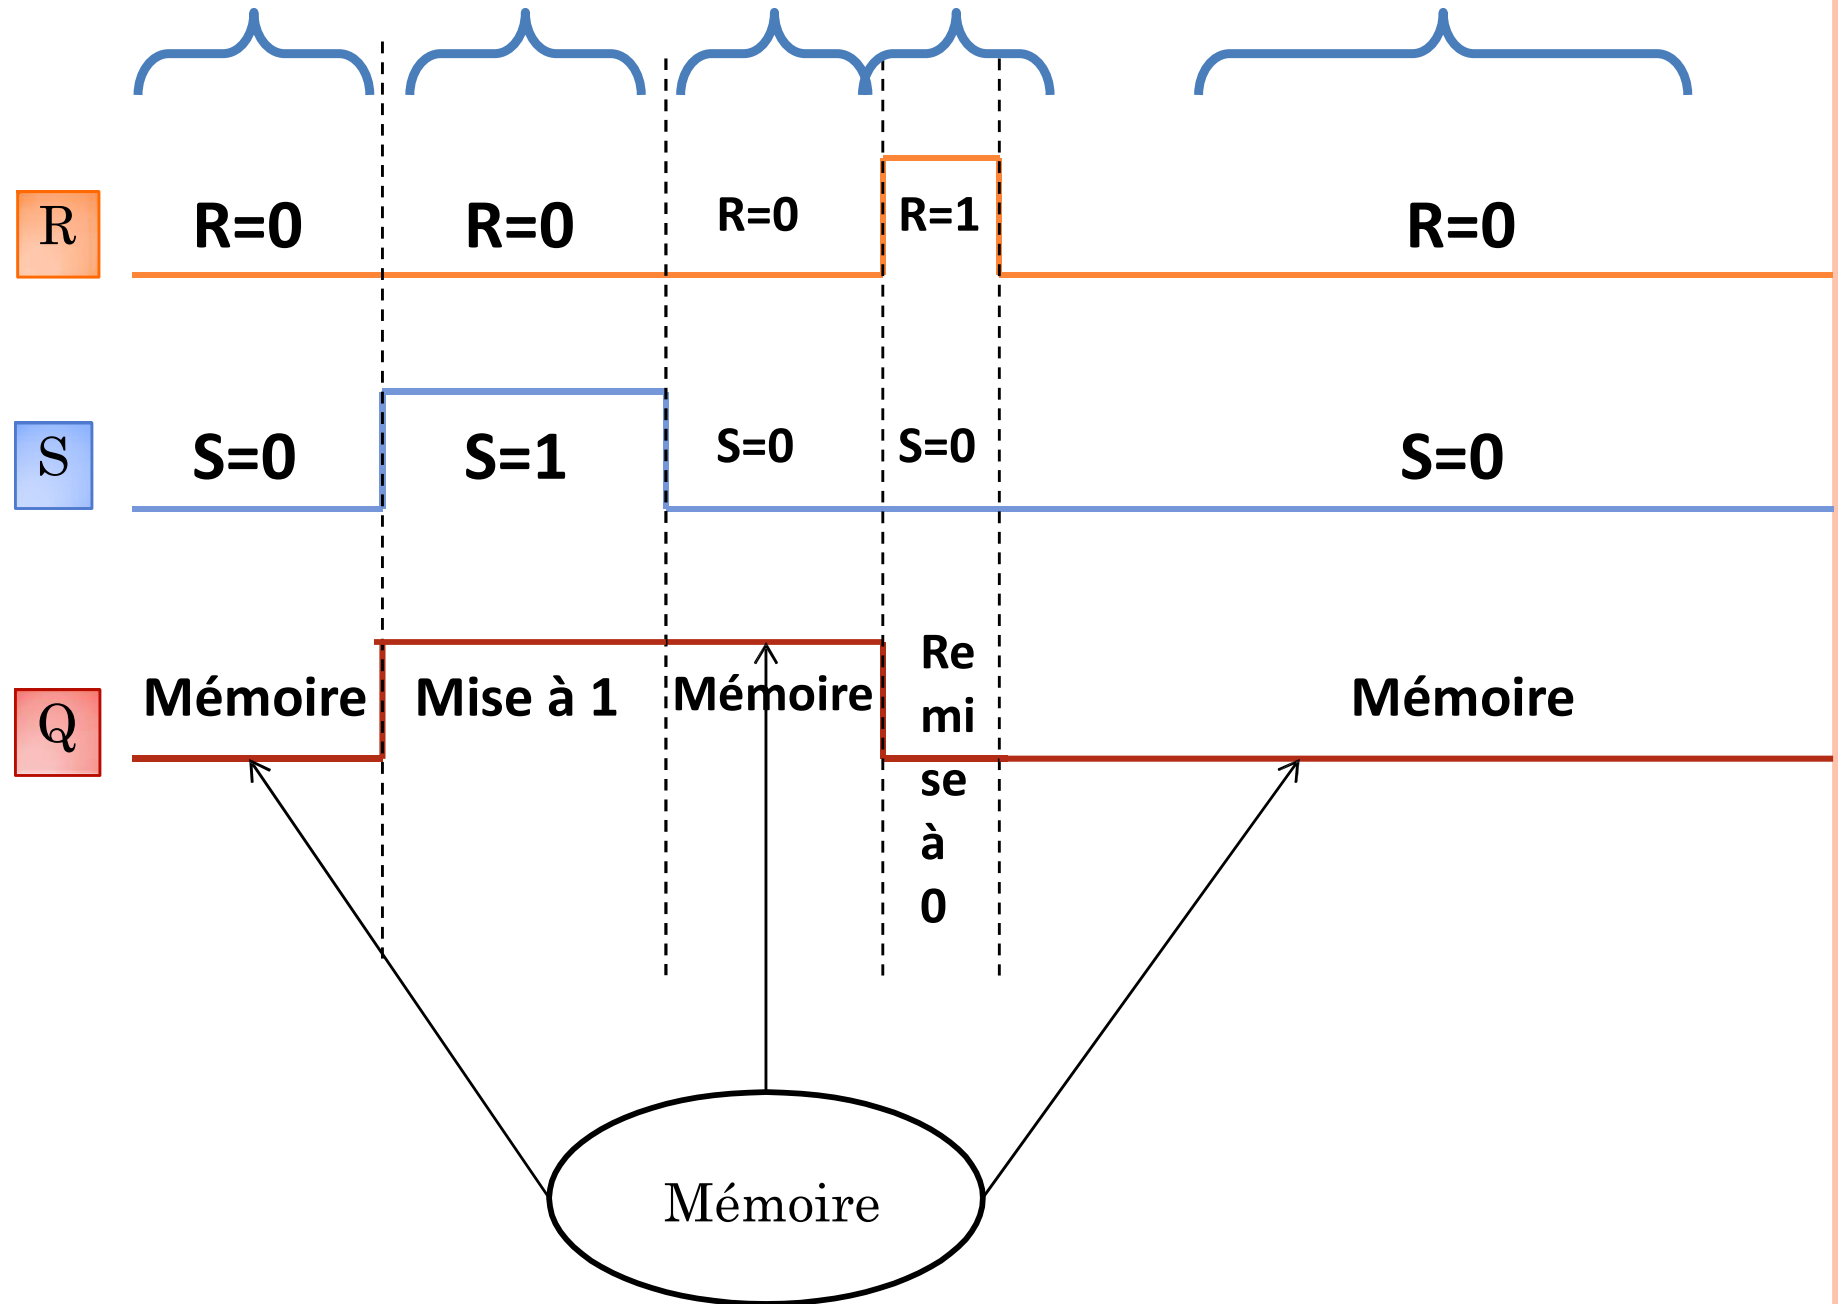 R
R=0
R=0
R=0
R=1
R=0
S
S=0
S=1
S=0
S=0
S=0
Q
Mémoire
Mise à 1
Mémoire
Re
mi
se
à
0
Mémoire
Mémoire